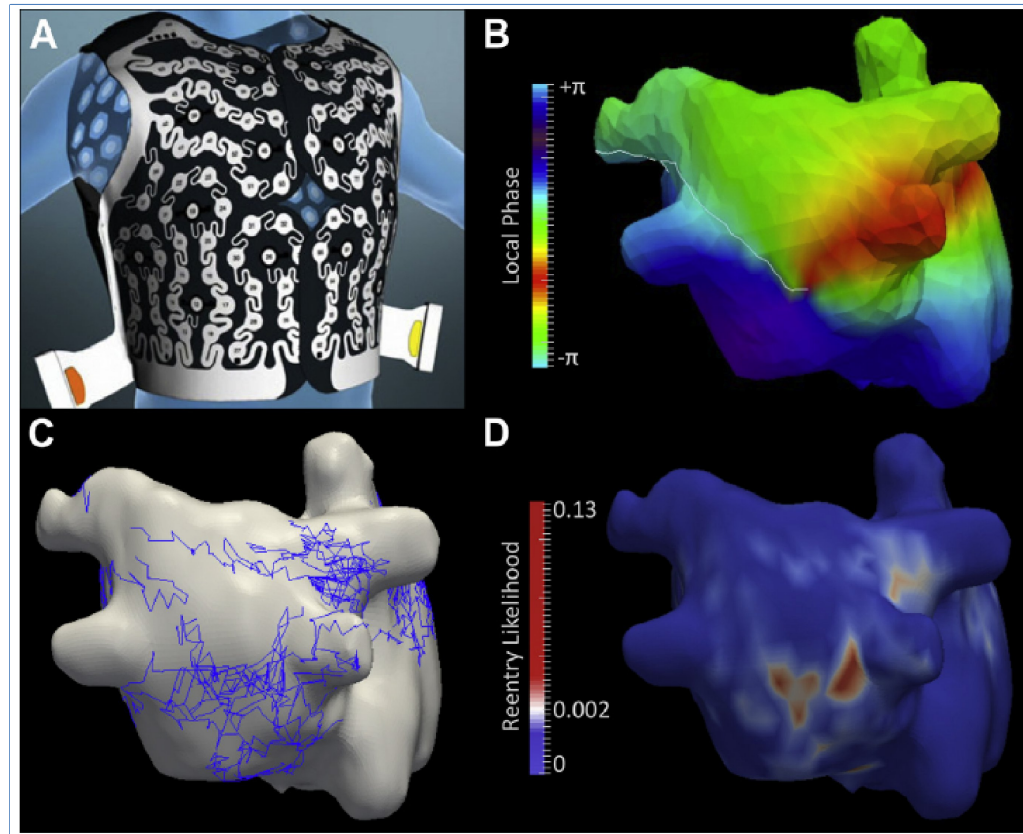 A
B
+π
Local Phase
-π
C
D
0.13
Reentry Likelihood
0.002
0